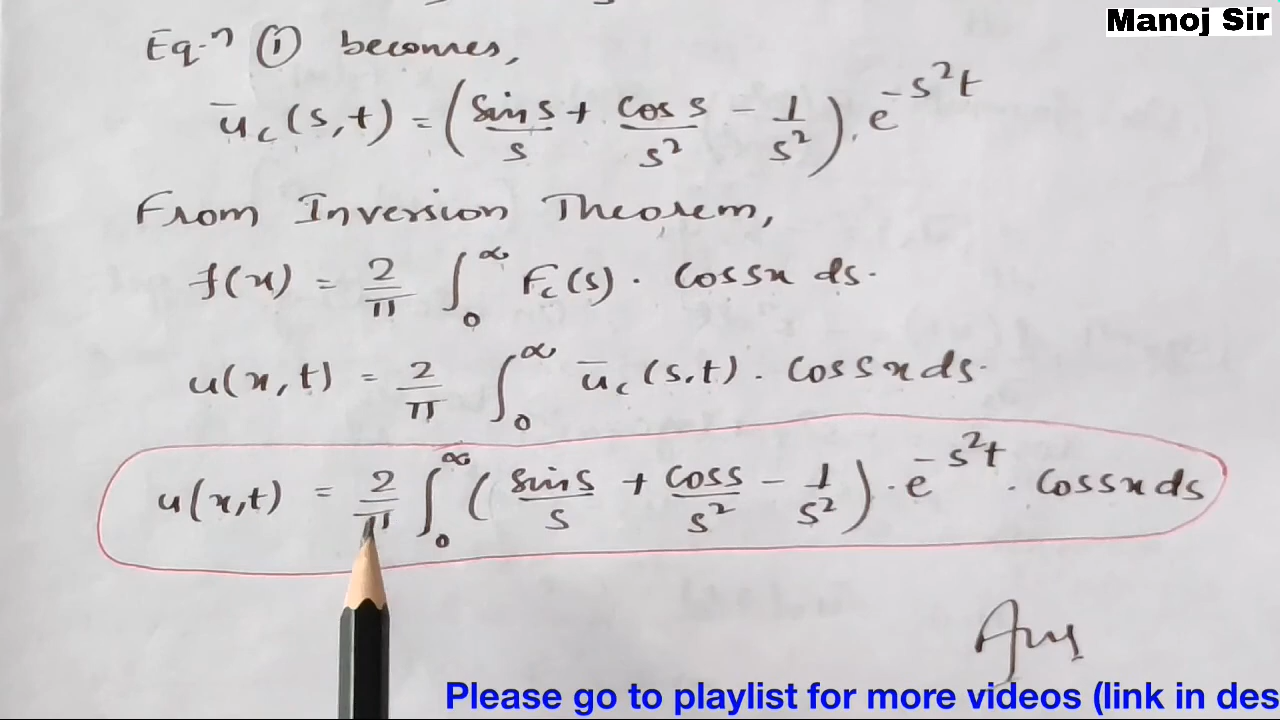 Manoj Sir
Eq.n ① becomes,
ū_c (s,t) = (sin s/s + cos s/s² − 1/s²) . e^{−s²t}
From Inversion Theorem,
f(x) = 2/π ∫₀^∞ F_c(s) . cos sx ds.
u(x,t) = 2/π ∫₀^∞ ū_c (s,t) . cos sx ds.
u(x,t) = 2/π ∫₀^∞ (sin s/s + cos s/s² − 1/s²) . e^{−s²t} . cos sx ds
Ans
Please go to playlist for more videos (link in des